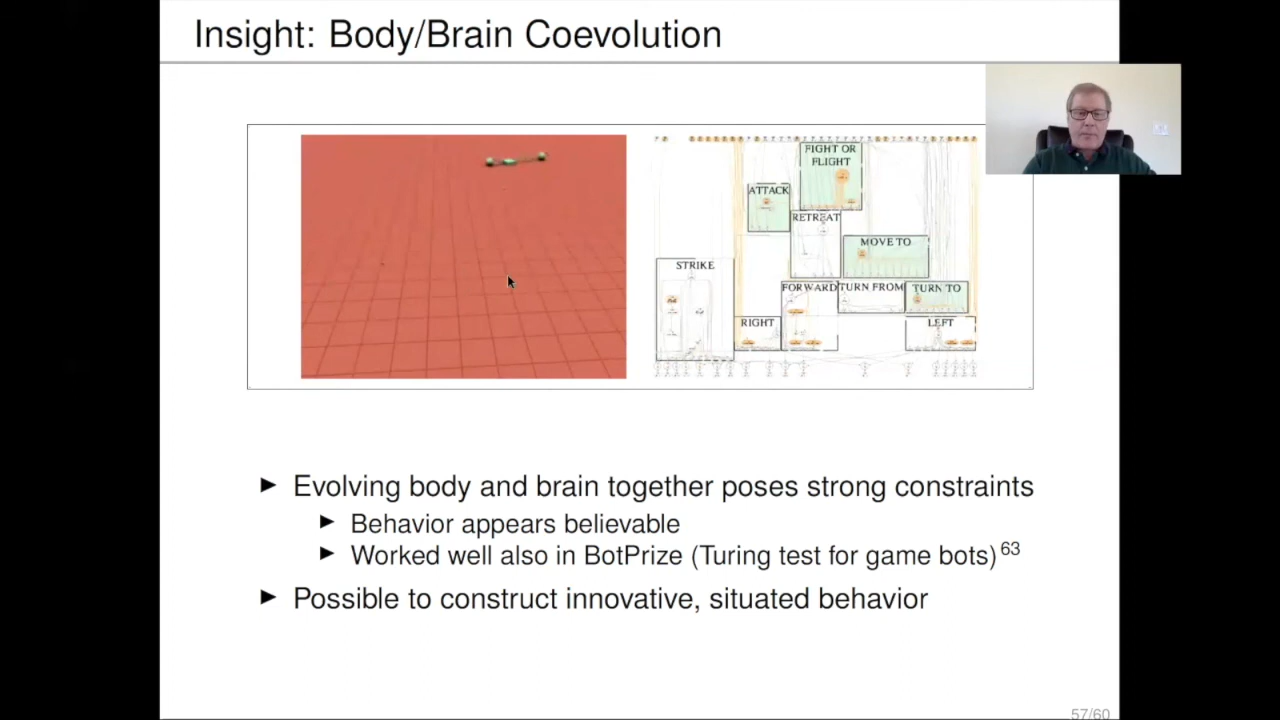 Insight: Body/Brain Coevolution
FIGHT OR
FLIGHT
ATTACK
RETREAT
MOVE TO
STRIKE
FORWARD
TURN FROM
TURN TO
RIGHT
LEFT
▶ Evolving body and brain together poses strong constraints
▶ Behavior appears believable
▶ Worked well also in BotPrize (Turing test for game bots)63
▶ Possible to construct innovative, situated behavior
57/60